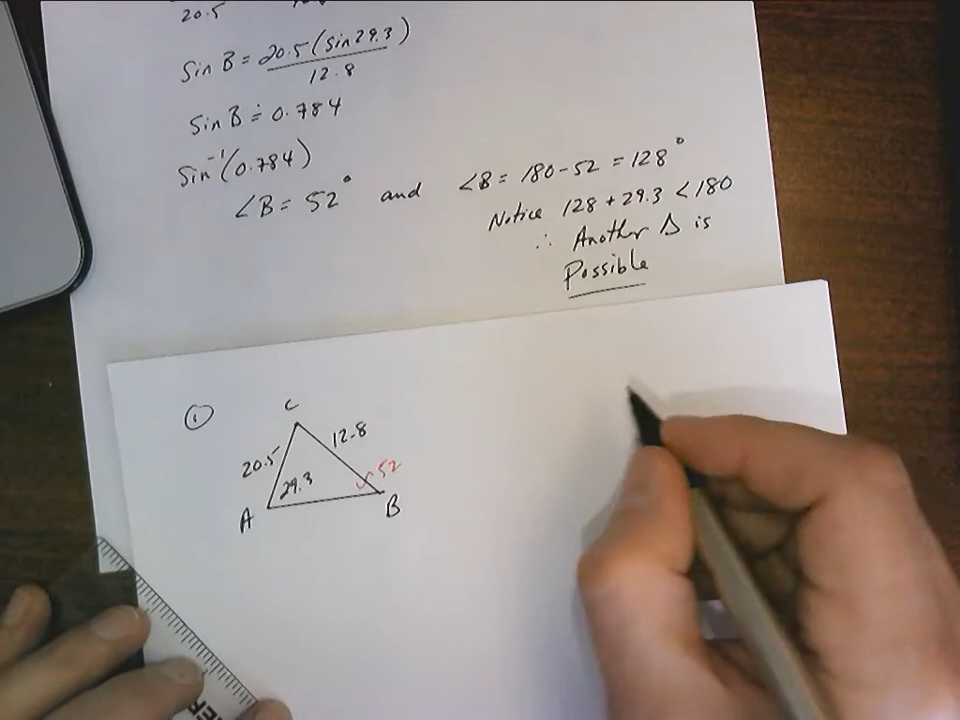 20.5
Sin B = 20.5 (Sin 29.3) / 12.8
Sin B ≐ 0.784
Sin⁻¹(0.784)
∠B = 52° and ∠B = 180-52 = 128°
Notice 128 + 29.3 < 180
∴ Another Δ is
Possible
①
C
20.5
12.8
29.3
52
A
B